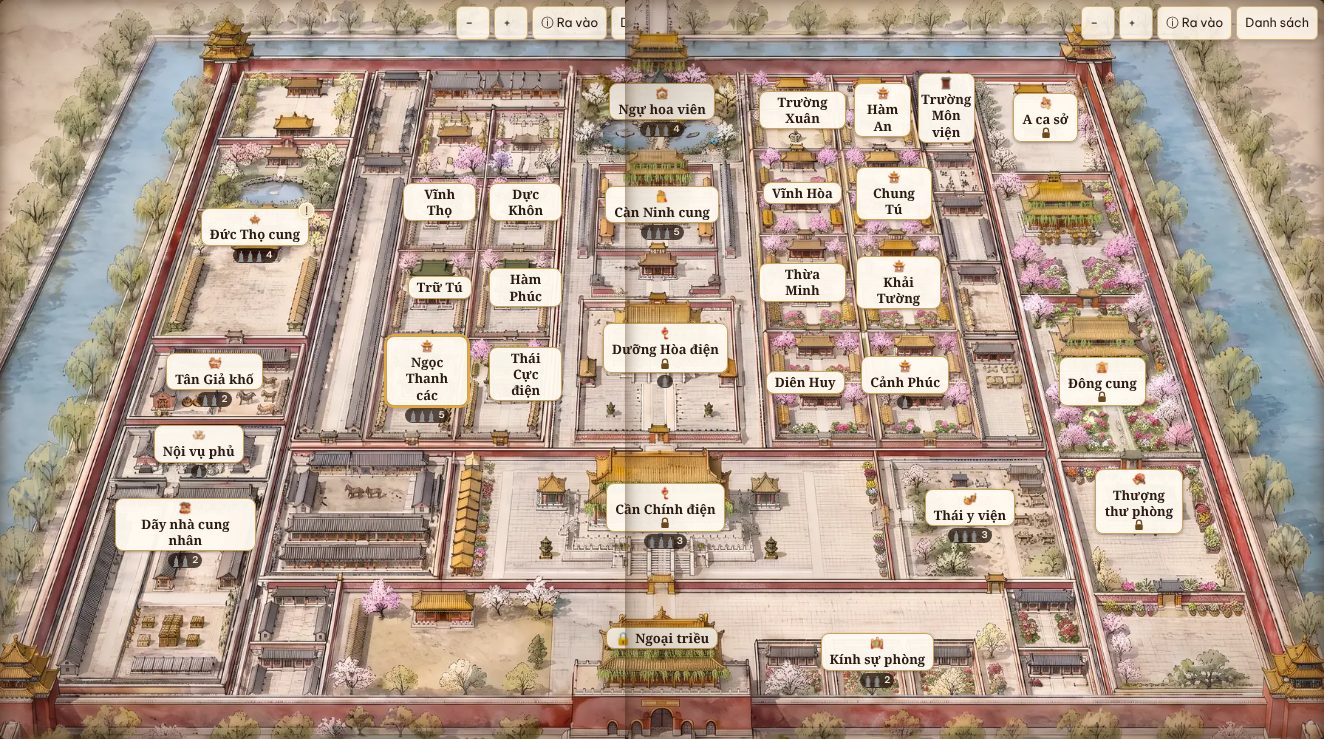 -
+
ⓘ Ra vào
D
-
+
ⓘ Ra vào
Danh sách
Ngự hoa viên
4
Trường
Xuân
Hàm
An
Trường
Môn
viện
A ca sở
Vĩnh
Thọ
Dực
Khôn
Càn Ninh cung
5
Vĩnh Hòa
Chung
Tú
!
Đức Thọ cung
4
Trữ Tú
Hàm
Phúc
Thừa
Minh
Khải
Tường
Ngọc
Thanh
các
5
Thái
Cực
điện
Dưỡng Hòa điện
Diên Huy
Cảnh Phúc
Đông cung
Tân Giả khố
2
Nội vụ phủ
Dãy nhà cung
nhân
2
Cần Chính điện
3
Thái y viện
3
Thượng
thư phòng
Ngoại triều
Kính sự phòng
2